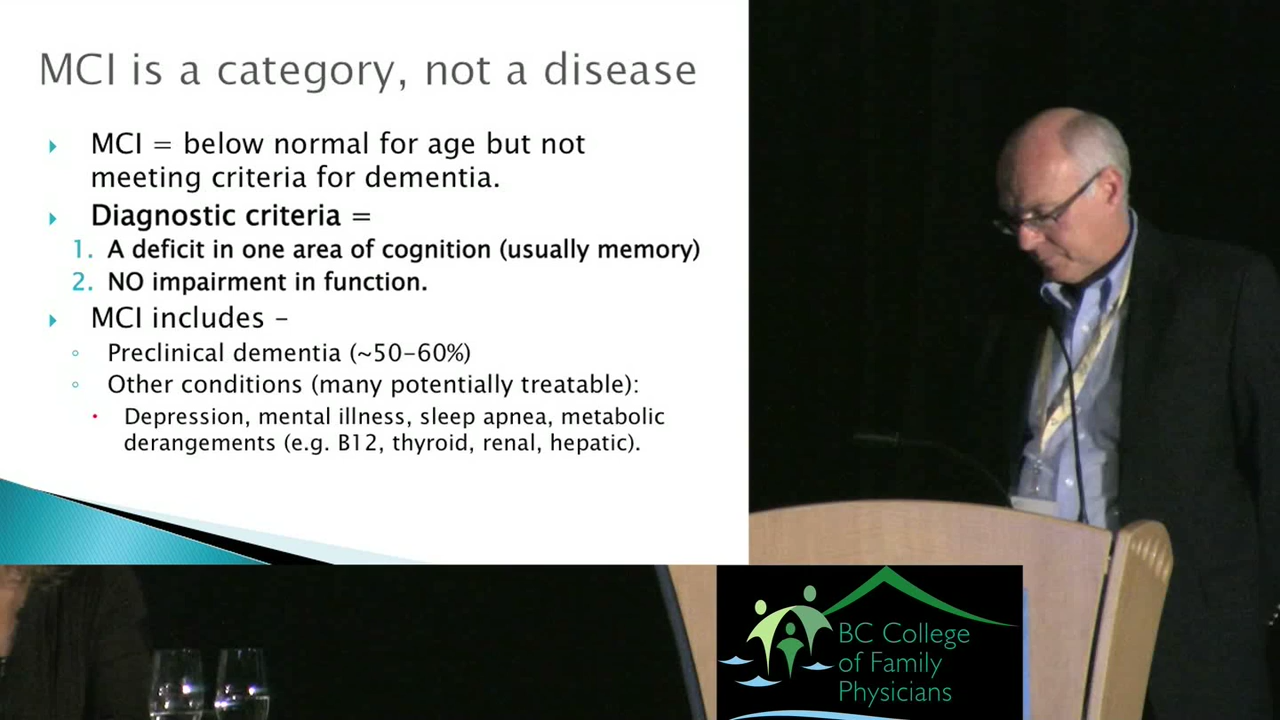 MCI is a category, not a disease
MCI = below normal for age but not
meeting criteria for dementia.
Diagnostic criteria =
1. A deficit in one area of cognition (usually memory)
2. NO impairment in function.
MCI includes –
Preclinical dementia (~50–60%)
Other conditions (many potentially treatable):
Depression, mental illness, sleep apnea, metabolic
derangements (e.g. B12, thyroid, renal, hepatic).
BC College
of Family
Physicians